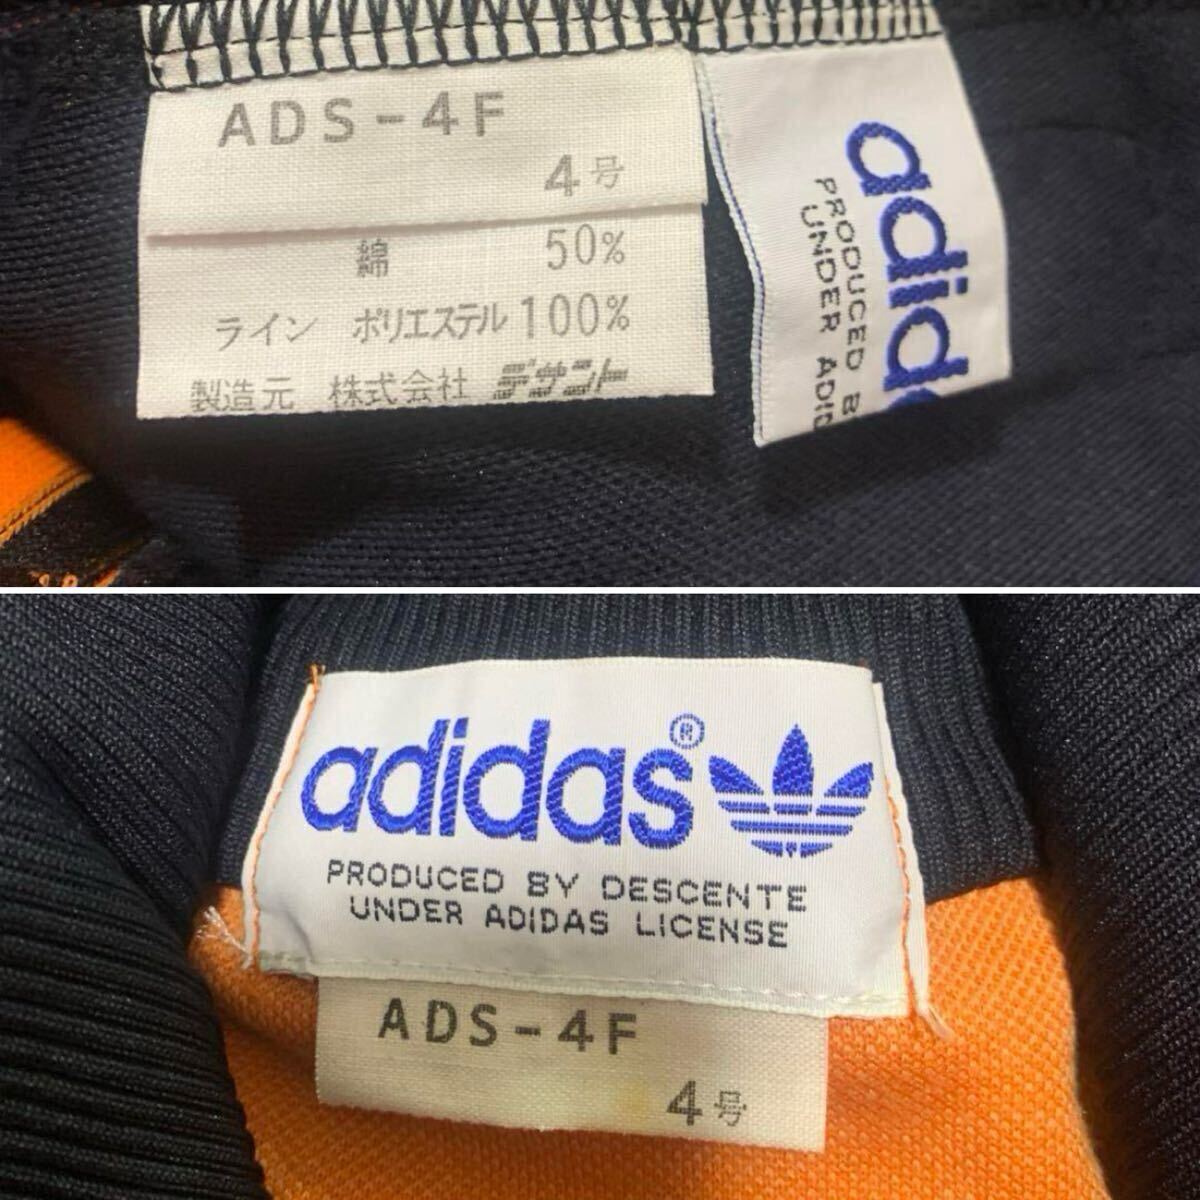 ADS-4F
4号
綿 50%
ライン ポリエステル 100%
製造元 株式会社 デサント
adidas
PRODUCED B
UNDER ADID
adidas®
PRODUCED BY DESCENTE
UNDER ADIDAS LICENSE
ADS-4F
4号